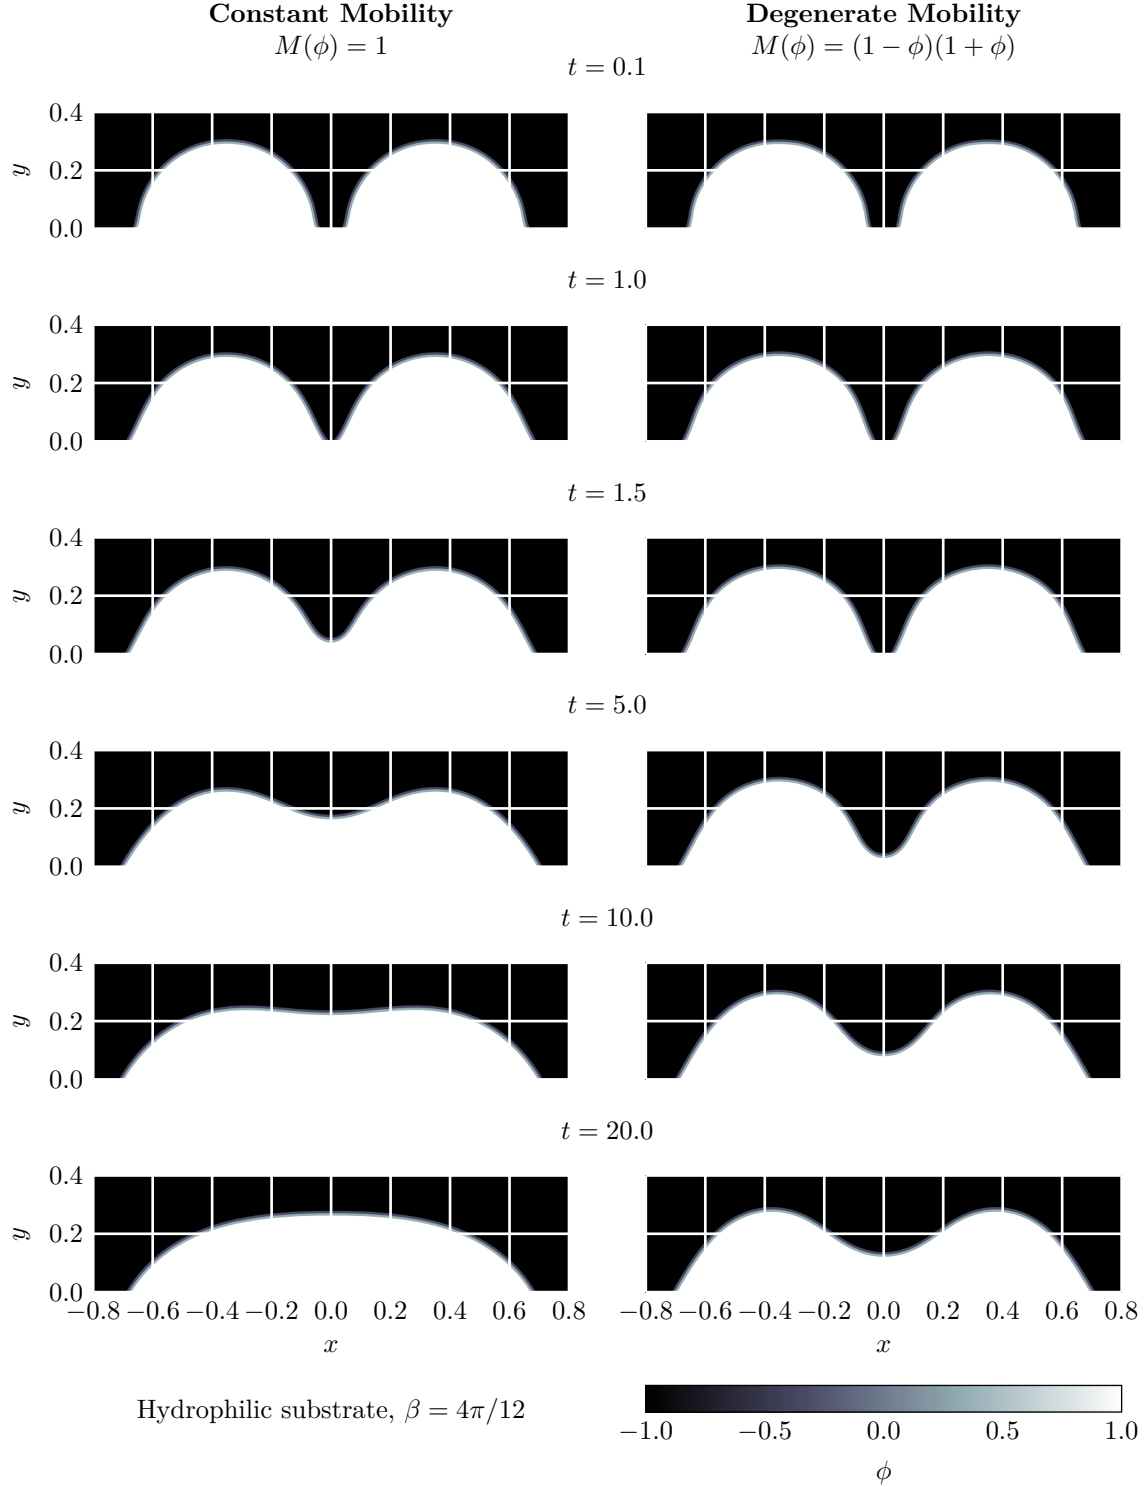 Constant Mobility
M(ϕ) = 1
Degenerate Mobility
M(ϕ) = (1 − ϕ)(1 + ϕ)
t = 0.1
0.4
0.2
0.0
y
t = 1.0
0.4
0.2
0.0
y
t = 1.5
0.4
0.2
0.0
y
t = 5.0
0.4
0.2
0.0
y
t = 10.0
0.4
0.2
0.0
y
t = 20.0
0.4
0.2
0.0
y
−0.8 −0.6 −0.4 −0.2 0.0 0.2 0.4 0.6 0.8
x
−0.8 −0.6 −0.4 −0.2 0.0 0.2 0.4 0.6 0.8
x
Hydrophilic substrate, β = 4π/12
−1.0 −0.5 0.0 0.5 1.0
ϕ